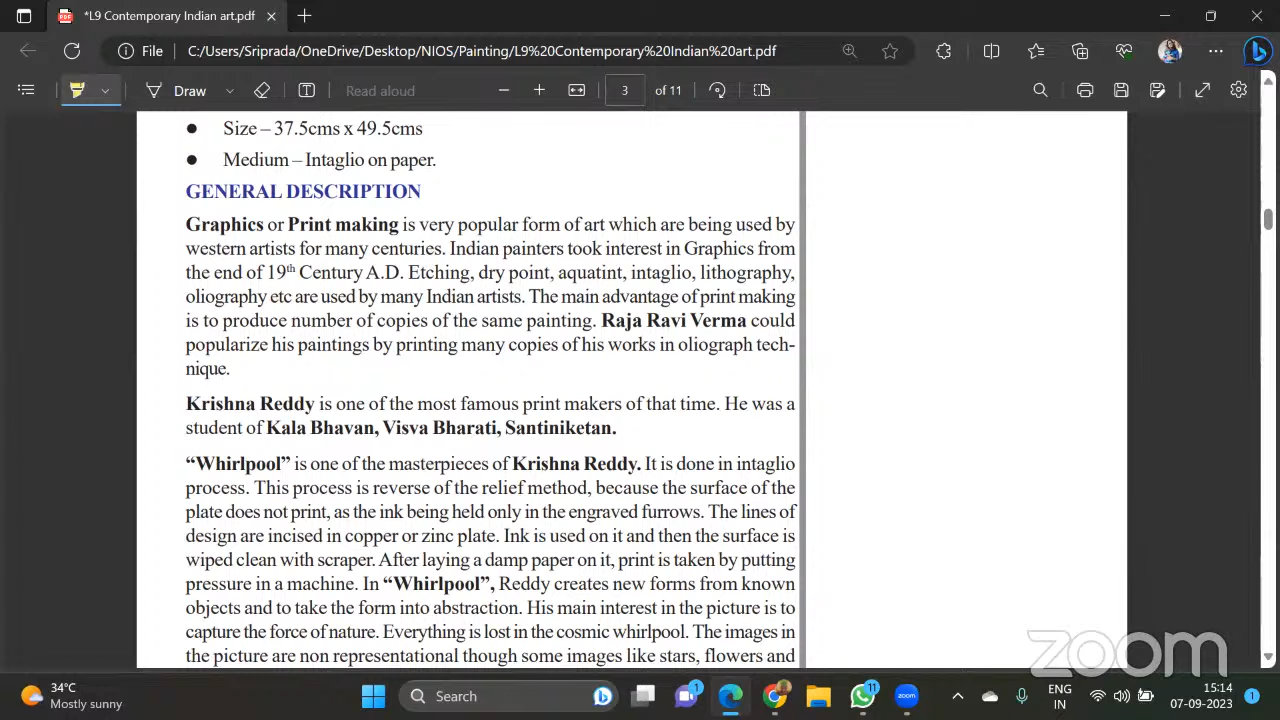 *L9 Contemporary Indian art.pdf
File C:/Users/Sriprada/OneDrive/Desktop/NIOS/Painting/L9%20Contemporary%20Indian%20art.pdf
Draw Read aloud 3 of 11
● Size – 37.5cms x 49.5cms
● Medium – Intaglio on paper.
GENERAL DESCRIPTION
Graphics or Print making is very popular form of art which are being used by
western artists for many centuries. Indian painters took interest in Graphics from
the end of 19th Century A.D. Etching, dry point, aquatint, intaglio, lithography,
oliography etc are used by many Indian artists. The main advantage of print making
is to produce number of copies of the same painting. Raja Ravi Verma could
popularize his paintings by printing many copies of his works in oliograph tech-
nique.
Krishna Reddy is one of the most famous print makers of that time. He was a
student of Kala Bhavan, Visva Bharati, Santiniketan.
“Whirlpool” is one of the masterpieces of Krishna Reddy. It is done in intaglio
process. This process is reverse of the relief method, because the surface of the
plate does not print, as the ink being held only in the engraved furrows. The lines of
design are incised in copper or zinc plate. Ink is used on it and then the surface is
wiped clean with scraper. After laying a damp paper on it, print is taken by putting
pressure in a machine. In “Whirlpool”, Reddy creates new forms from known
objects and to take the form into abstraction. His main interest in the picture is to
capture the force of nature. Everything is lost in the cosmic whirlpool. The images in
the picture are non representational though some images like stars, flowers and
zoom
34°C
Mostly sunny
Search
1
11
zoom
ENG
IN
15:14
07-09-2023
1